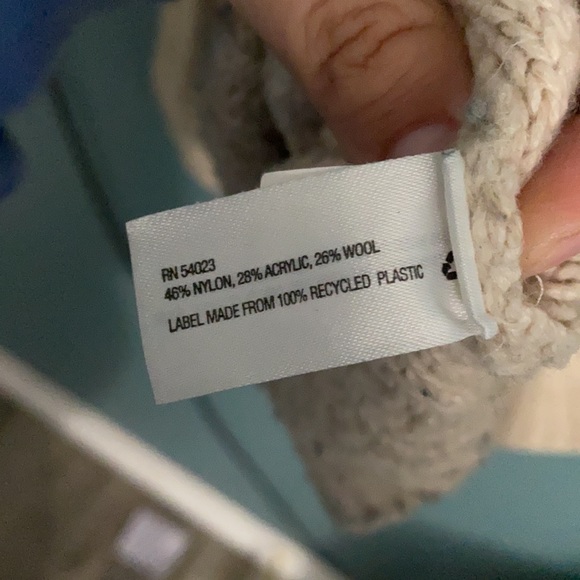 RN 54023
46% NYLON, 28% ACRYLIC, 26% WOOL
LABEL MADE FROM 100% RECYCLED PLASTIC